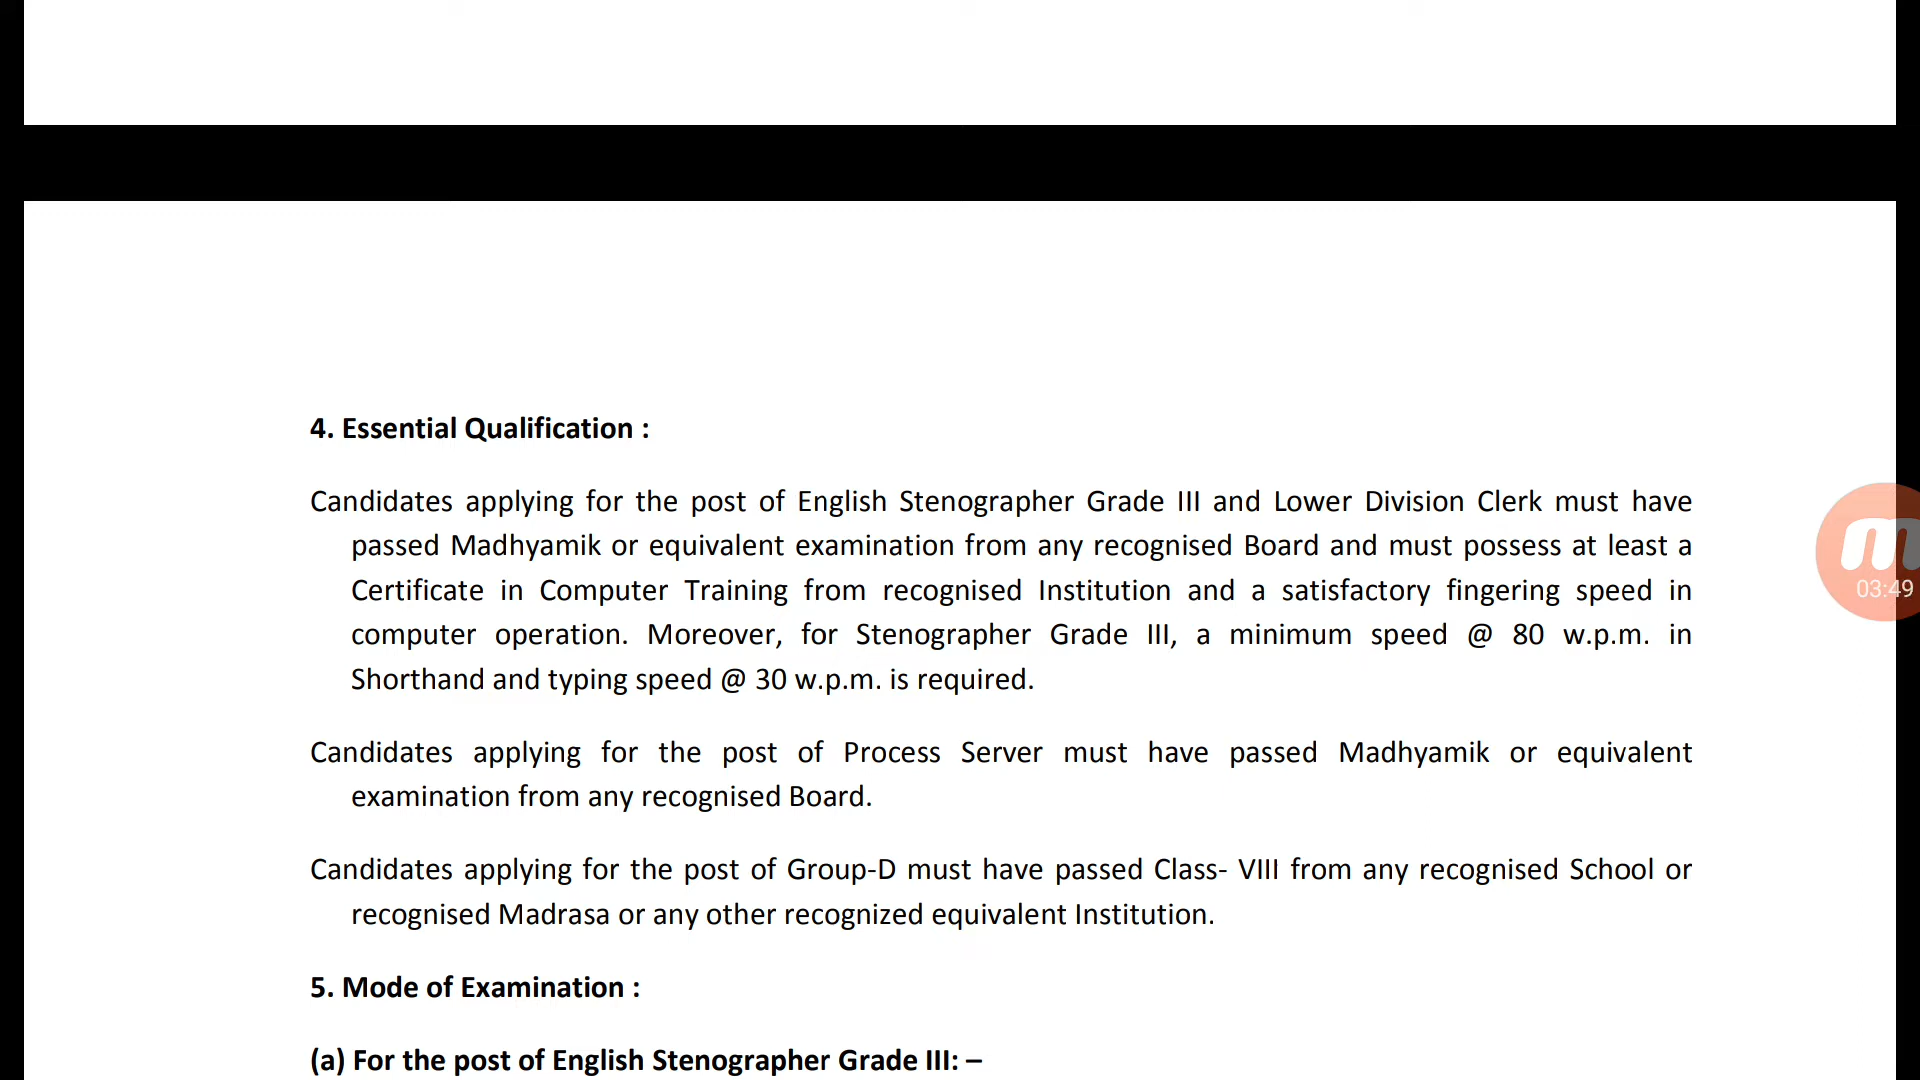 4. Essential Qualification :
Candidates applying for the post of English Stenographer Grade III and Lower Division Clerk must have
passed Madhyamik or equivalent examination from any recognised Board and must possess at least a
Certificate in Computer Training from recognised Institution and a satisfactory fingering speed in
computer operation. Moreover, for Stenographer Grade III, a minimum speed @ 80 w.p.m. in
Shorthand and typing speed @ 30 w.p.m. is required.
Candidates applying for the post of Process Server must have passed Madhyamik or equivalent
examination from any recognised Board.
Candidates applying for the post of Group-D must have passed Class- VIII from any recognised School or
recognised Madrasa or any other recognized equivalent Institution.
5. Mode of Examination :
(a) For the post of English Stenographer Grade III: –
m
03:49